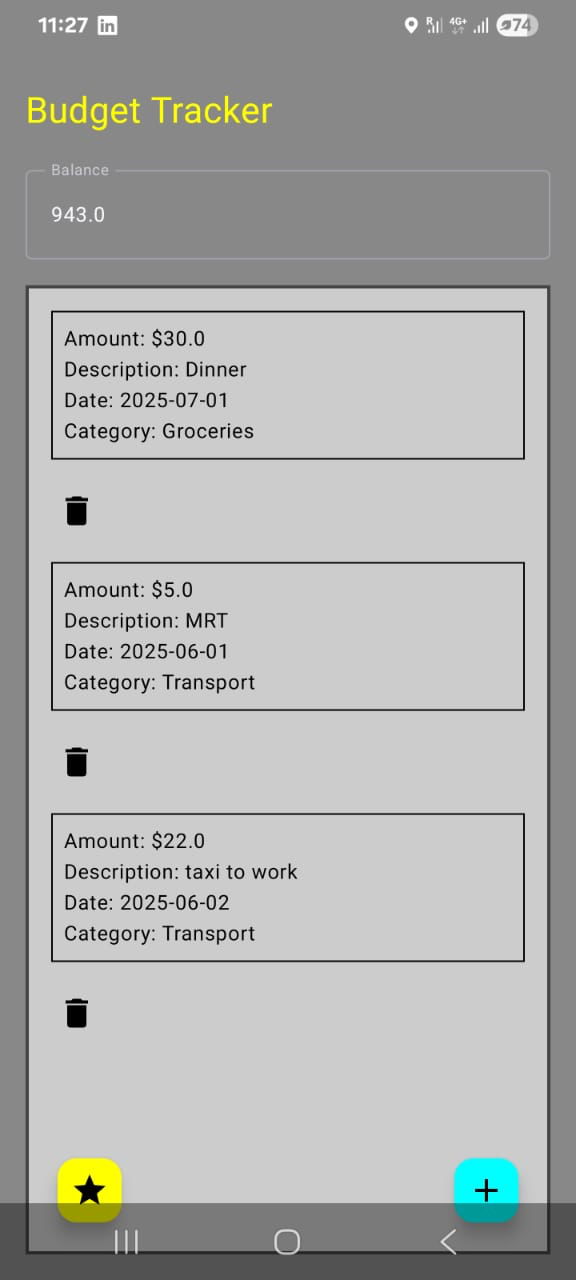 11:27 in R 4G+ 74
Budget Tracker
Balance
943.0
Amount: $30.0
Description: Dinner
Date: 2025-07-01
Category: Groceries
Amount: $5.0
Description: MRT
Date: 2025-06-01
Category: Transport
Amount: $22.0
Description: taxi to work
Date: 2025-06-02
Category: Transport